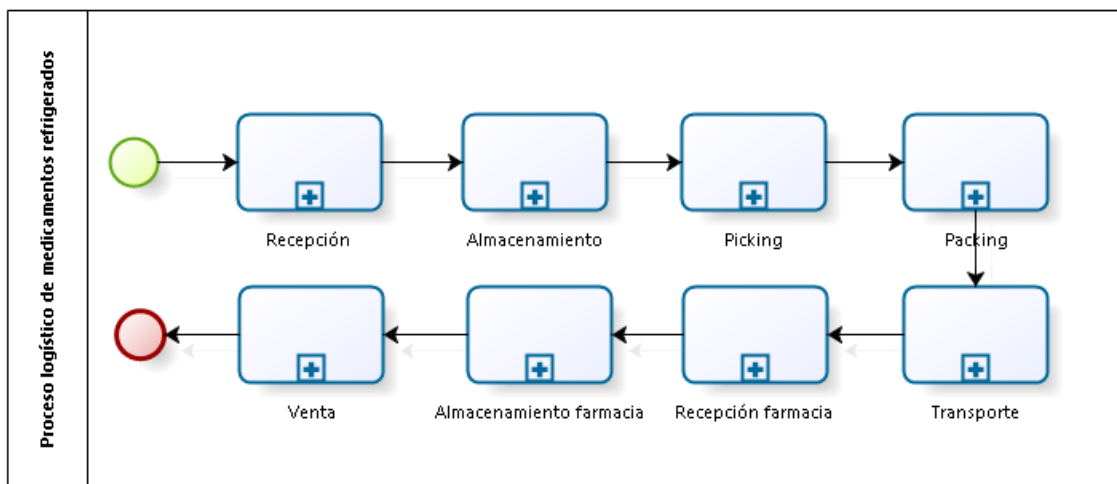 Proceso logístico de medicamentos refrigerados
Recepción
Almacenamiento
Picking
Packing
Venta
Almacenamiento farmacia
Recepción farmacia
Transporte